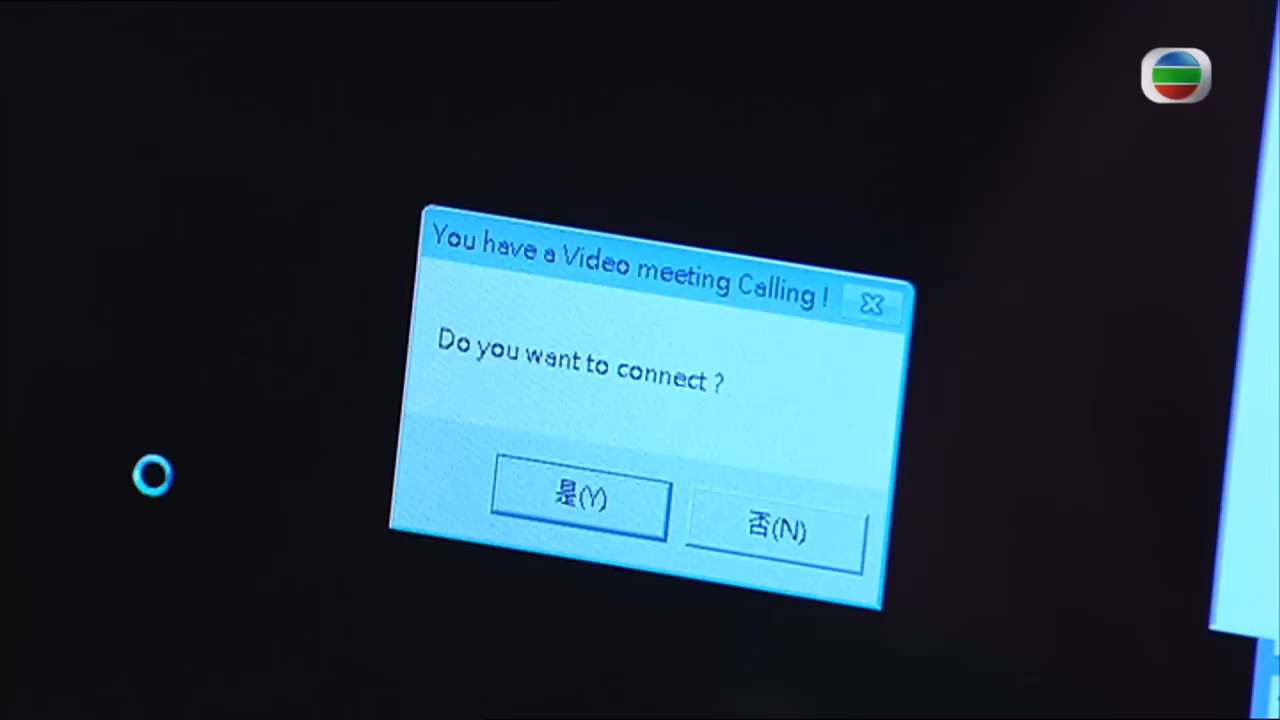 You have a Video meeting Calling !
Do you want to connect ?
是(Y)
否(N)